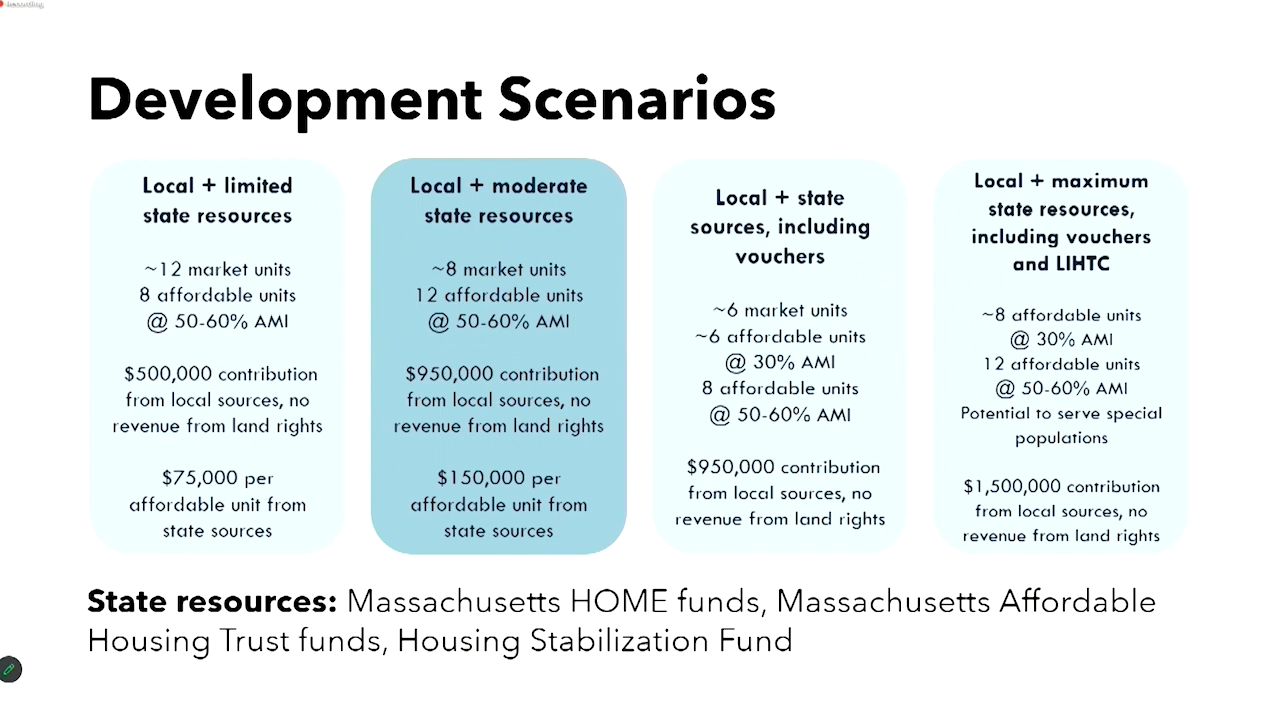 Development Scenarios
Local + limited
state resources
~12 market units
8 affordable units
@ 50-60% AMI
$500,000 contribution
from local sources, no
revenue from land rights
$75,000 per
affordable unit from
state sources
Local + moderate
state resources
~8 market units
12 affordable units
@ 50-60% AMI
$950,000 contribution
from local sources, no
revenue from land rights
$150,000 per
affordable unit from
state sources
Local + state
sources, including
vouchers
~6 market units
~6 affordable units
@ 30% AMI
8 affordable units
@ 50-60% AMI
$950,000 contribution
from local sources, no
revenue from land rights
Local + maximum
state resources,
including vouchers
and LIHTC
~8 affordable units
@ 30% AMI
12 affordable units
@ 50-60% AMI
Potential to serve special
populations
$1,500,000 contribution
from local sources, no
revenue from land rights
State resources: Massachusetts HOME funds, Massachusetts Affordable
Housing Trust funds, Housing Stabilization Fund